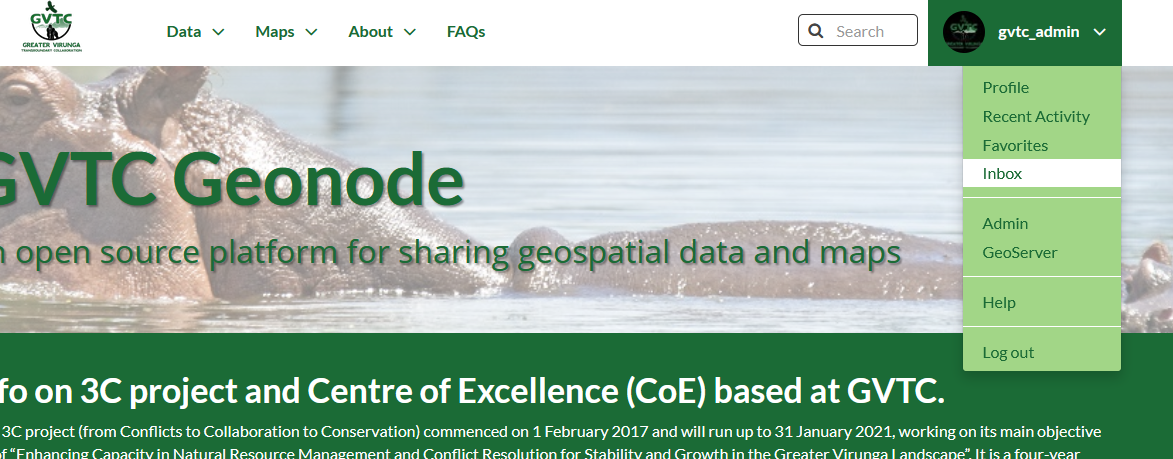 GVTC
GREATER VIRUNGA
TRANSBOUNDARY COLLABORATION
Data
Maps
About
FAQs
Search
gvtc_admin
Profile
Recent Activity
Favorites
Inbox
Admin
GeoServer
Help
Log out
GVTC Geonode
open source platform for sharing geospatial data and maps
fo on 3C project and Centre of Excellence (CoE) based at GVTC.
3C project (from Conflicts to Collaboration to Conservation) commenced on 1 February 2017 and will run up to 31 January 2021, working on its main objective
of “Enhancing Capacity in Natural Resource Management and Conflict Resolution for Stability and Growth in the Greater Virunga Landscape”. It is a four-year